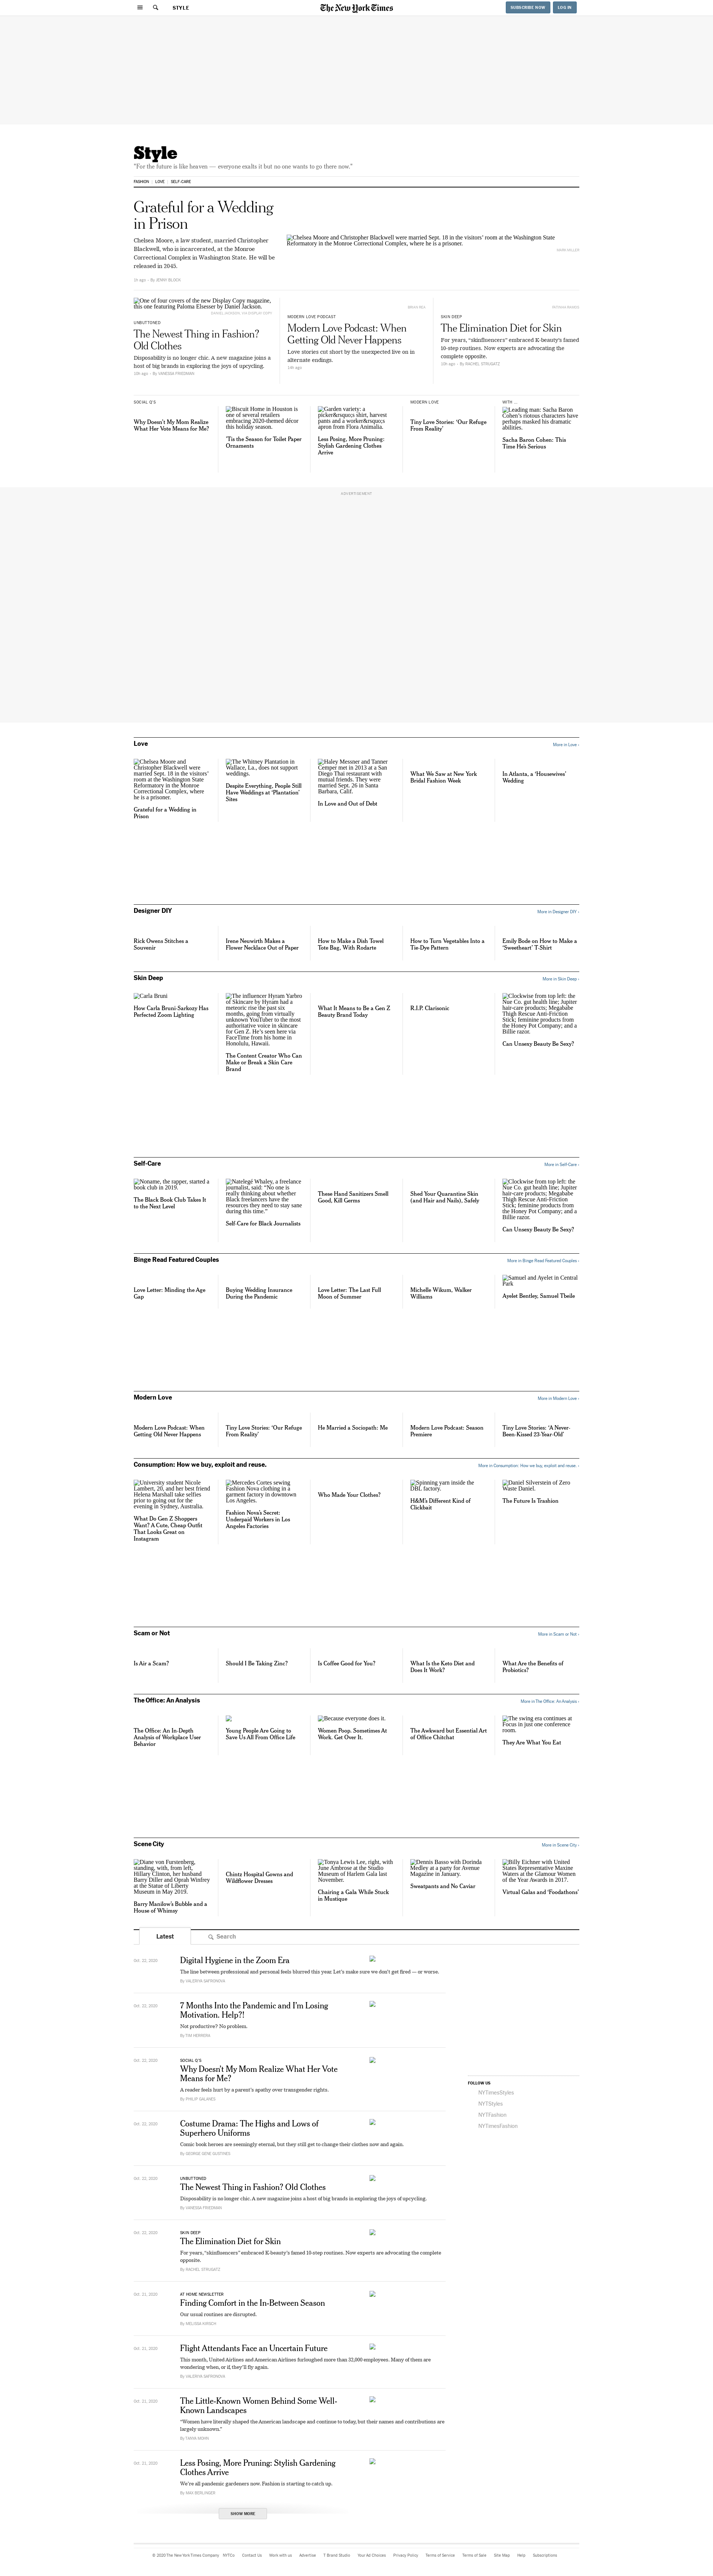 STYLE
The New York Times
SUBSCRIBE NOW
LOG IN
Style
"For the future is like heaven — everyone exalts it but no one wants to go there now."
FASHION
LOVE
SELF-CARE
Grateful for a Wedding
in Prison
Chelsea Moore, a law student, married Christopher
Blackwell, who is incarcerated, at the Monroe
Correctional Complex in Washington State. He will be
released in 2045.
1h ago · By JENNY BLOCK
Chelsea Moore and Christopher Blackwell were married Sept. 18 in the visitors' room at the Washington State
Reformatory in the Monroe Correctional Complex, where he is a prisoner.
One of four covers of the new Display Copy magazine,
this one featuring Paloma Elsesser by Daniel Jackson.
UNBUTTONED
The Newest Thing in Fashion?
Old Clothes
Disposability is no longer chic. A new magazine joins a
host of big brands in exploring the joys of upcycling.
By VANESSA FRIEDMAN
MODERN LOVE PODCAST
Modern Love Podcast: When
Getting Old Never Happens
Love stories cut short by the unexpected live on in
alternate endings.
SKIN DEEP
The Elimination Diet for Skin
For years, "skinfluencers" embraced K-beauty's famed
10-step routines. Now experts are advocating the
complete opposite.
By RACHEL STRUGATZ
SOCIAL Q'S
Why Doesn't My Mom Realize
What Her Vote Means for Me?
Biscuit Home in Houston is
one of several retailers
embracing 2020-themed décor
this holiday season.
'Tis the Season for Toilet Paper
Ornaments
Garden variety: a
picker&rsquo;s shirt, harvest
pants and a worker&rsquo;s
apron from Flora Animalia.
Less Posing, More Pruning:
Stylish Gardening Clothes
Arrive
MODERN LOVE
Tiny Love Stories: 'Our Refuge
From Reality'
WITH ...
Leading man: Sacha Baron
Cohen's riotous characters have
perhaps masked his dramatic
abilities.
Sacha Baron Cohen: This
Time He's Serious
ADVERTISEMENT
Love
More in Love ›
Chelsea Moore and
Christopher Blackwell were
married Sept. 18 in the visitors'
room at the Washington State
Reformatory in the Monroe
Correctional Complex, where
he is a prisoner.
Grateful for a Wedding in
Prison
The Whitney Plantation in
Wallace, La., does not support
weddings.
Despite Everything, People Still
Have Weddings at 'Plantation'
Sites
Haley Messner and Tanner
Cemper met in 2013 at a San
Diego Thai restaurant with
mutual friends. They were
married Sept. 26 in Santa
Barbara, Calif.
In Love and Out of Debt
What We Saw at New York
Bridal Fashion Week
In Atlanta, a 'Housewives'
Wedding
Designer DIY
More in Designer DIY ›
Rick Owens Stitches a
Souvenir
Irene Neuwirth Makes a
Flower Necklace Out of Paper
How to Make a Dish Towel
Tote Bag, With Rodarte
How to Turn Vegetables Into a
Tie-Dye Pattern
Emily Bode on How to Make a
'Sweetheart' T-Shirt
Skin Deep
More in Skin Deep ›
Carla Bruni
How Carla Bruni-Sarkozy Has
Perfected Zoom Lighting
The influencer Hyram Yarbro
of Skincare by Hyram had a
meteoric rise the past six
months, going from virtually
unknown YouTuber to the most
authoritative voice in skincare
for Gen Z. He's seen here via
FaceTime from his home in
Honolulu, Hawaii.
The Content Creator Who Can
Make or Break a Skin Care
Brand
What It Means to Be a Gen Z
Beauty Brand Today
R.I.P. Clarisonic
Clockwise from top left: the
Nue Co. gut health line; Jupiter
hair-care products; Megababe
Thigh Rescue Anti-Friction
Stick; feminine products from
the Honey Pot Company; and a
Billie razor.
Can Unsexy Beauty Be Sexy?
Self-Care
More in Self-Care ›
Noname, the rapper, started a
book club in 2019.
The Black Book Club Takes It
to the Next Level
Natelegé Whaley, a freelance
journalist, said: "No one is
really thinking about whether
Black freelancers have the
resources they need to stay sane
during this time."
Self-Care for Black Journalists
These Hand Sanitizers Smell
Good, Kill Germs
Shed Your Quarantine Skin
(and Hair and Nails), Safely
Clockwise from top left: the
Nue Co. gut health line; Jupiter
hair-care products; Megababe
Thigh Rescue Anti-Friction
Stick; feminine products from
the Honey Pot Company; and a
Billie razor.
Can Unsexy Beauty Be Sexy?
Binge Read Featured Couples
More in Binge Read Featured Couples ›
Love Letter: Minding the Age
Gap
Buying Wedding Insurance
During the Pandemic
Love Letter: The Last Full
Moon of Summer
Michelle Wikum, Walker
Williams
Samuel and Ayelet in Central
Park
Ayelet Bentley, Samuel Tbeile
Modern Love
More in Modern Love ›
Modern Love Podcast: When
Getting Old Never Happens
Tiny Love Stories: 'Our Refuge
From Reality'
He Married a Sociopath: Me
Modern Love Podcast: Season
Premiere
Tiny Love Stories: 'A Never-
Been-Kissed 23-Year-Old'
Consumption: How we buy, exploit and reuse.
More in Consumption: How we buy, exploit and reuse. ›
University student Nicole
Lambert, 20, and her best friend
Helena Marshall take selfies
prior to going out for the
evening in Sydney, Australia.
What Do Gen Z Shoppers
Want? A Cute, Cheap Outfit
That Looks Great on
Instagram
Mercedes Cortes sewing
Fashion Nova clothing in a
garment factory in downtown
Los Angeles.
Fashion Nova's Secret:
Underpaid Workers in Los
Angeles Factories
Who Made Your Clothes?
Spinning yarn inside the
DBL factory.
H&M's Different Kind of
Clickbait
Daniel Silverstein of Zero
Waste Daniel.
The Future Is Trashion
Scam or Not
More in Scam or Not ›
Is Air a Scam?
Should I Be Taking Zinc?
Is Coffee Good for You?
What Is the Keto Diet and
Does It Work?
What Are the Benefits of
Probiotics?
The Office: An Analysis
More in The Office: An Analysis ›
The Office: An In-Depth
Analysis of Workplace User
Behavior
Young People Are Going to
Save Us All From Office Life
Because everyone does it.
Women Poop. Sometimes At
Work. Get Over It.
The Awkward but Essential Art
of Office Chitchat
The swing era continues at
Focus in just one conference
room.
They Are What You Eat
Scene City
More in Scene City ›
Diane von Furstenberg,
standing, with, from left,
Hillary Clinton, her husband
Barry Diller and Oprah Winfrey
at the Statue of Liberty
Museum in May 2019.
Barry Manilow's Bubble and a
House of Whimsy
Chintz Hospital Gowns and
Wildflower Dresses
Tonya Lewis Lee, right, with
June Ambrose at the Studio
Museum of Harlem Gala last
November.
Chairing a Gala While Stuck
in Mustique
Dennis Basso with Dorinda
Medley at a party for Avenue
Magazine in January.
Sweatpants and No Caviar
Billy Eichner with United
States Representative Maxine
Waters at the Glamour Women
of the Year Awards in 2017.
Virtual Galas and 'Foodathons'
Latest
Search
Oct. 22, 2020
Digital Hygiene in the Zoom Era
The line between professional and personal feels blurred this year. Let's make sure we don't get fired — or worse.
By VALERIYA SAFRONOVA
Oct. 22, 2020
7 Months Into the Pandemic and I'm Losing
Motivation. Help?!
Not productive? No problem.
By TIM HERRERA
Oct. 22, 2020
SOCIAL Q'S
Why Doesn't My Mom Realize What Her Vote
Means for Me?
A reader feels hurt by a parent's apathy over transgender rights.
By PHILIP GALANES
Oct. 22, 2020
Costume Drama: The Highs and Lows of
Superhero Uniforms
Comic book heroes are seemingly eternal, but they still get to change their clothes now and again.
By GEORGE GENE GUSTINES
Oct. 22, 2020
UNBUTTONED
The Newest Thing in Fashion? Old Clothes
Disposability is no longer chic. A new magazine joins a host of big brands in exploring the joys of upcycling.
By VANESSA FRIEDMAN
Oct. 22, 2020
SKIN DEEP
The Elimination Diet for Skin
For years, "skinfluencers" embraced K-beauty's famed 10-step routines. Now experts are advocating the complete
opposite.
By RACHEL STRUGATZ
Oct. 21, 2020
AT HOME NEWSLETTER
Finding Comfort in the In-Between Season
Our usual routines are disrupted.
By MELISSA KIRSCH
Oct. 21, 2020
Flight Attendants Face an Uncertain Future
This month, United Airlines and American Airlines furloughed more than 32,000 employees. Many of them are
wondering when, or if, they'll fly again.
By VALERIYA SAFRONOVA
Oct. 21, 2020
The Little-Known Women Behind Some Well-
Known Landscapes
"Women have literally shaped the American landscape and continue to today, but their names and contributions are
largely unknown."
By TANYA MOHN
Oct. 21, 2020
Less Posing, More Pruning: Stylish Gardening
Clothes Arrive
We're all pandemic gardeners now. Fashion is starting to catch up.
By MAX BERLINGER
SHOW MORE
FOLLOW US
NYTimesStyles
NYTStyles
NYTFashion
NYTimesFashion
© 2020 The New York Times Company
NYTCo
Contact Us
Work with us
Advertise
T Brand Studio
Your Ad Choices
Privacy Policy
Terms of Service
Terms of Sale
Site Map
Help
Subscriptions